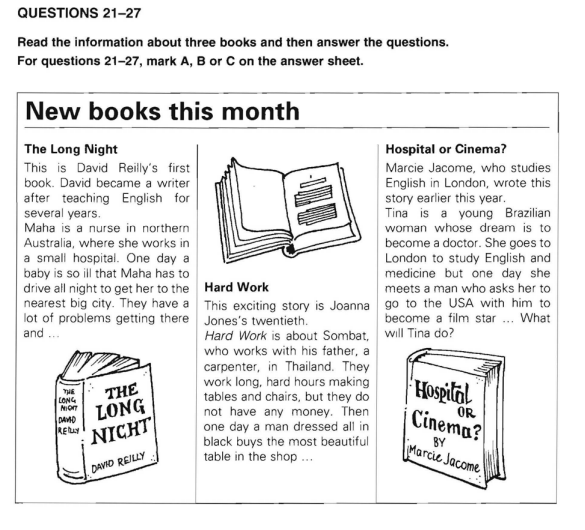 QUESTIONS 21–27
Read the information about three books and then answer the questions.
For questions 21–27, mark A, B or C on the answer sheet.
New books this month
The Long Night
This is David Reilly's first
book. David became a writer
after teaching English for
several years.
Maha is a nurse in northern
Australia, where she works in
a small hospital. One day a
baby is so ill that Maha has to
drive all night to get her to the
nearest big city. They have a
lot of problems getting there
and ...
THE
LONG
NIGHT
DAVID
REILLY
THE
LONG
NIGHT
DAVID REILLY
Hard Work
This exciting story is Joanna
Jones's twentieth.
Hard Work is about Sombat,
who works with his father, a
carpenter, in Thailand. They
work long, hard hours making
tables and chairs, but they do
not have any money. Then
one day a man dressed all in
black buys the most beautiful
table in the shop ...
Hospital or Cinema?
Marcie Jacome, who studies
English in London, wrote this
story earlier this year.
Tina is a young Brazilian
woman whose dream is to
become a doctor. She goes to
London to study English and
medicine but one day she
meets a man who asks her to
go to the USA with him to
become a film star ... What
will Tina do?
Hospital
OR
Cinema?
BY
Marcie Jacome